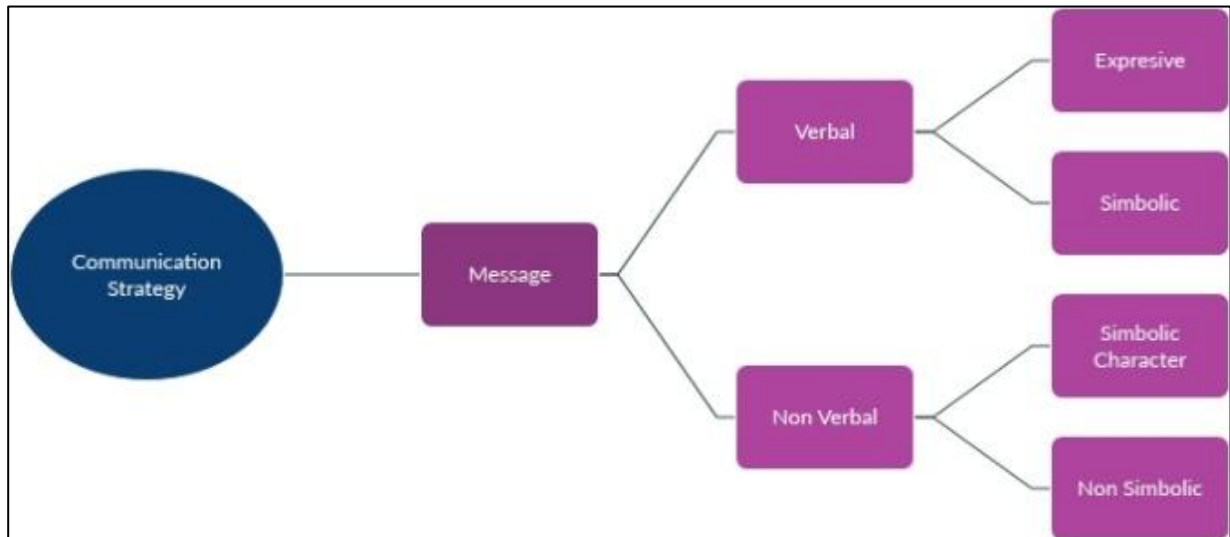 Communication
Strategy
Message
Verbal
Non Verbal
Expresive
Simbolic
Simbolic
Character
Non Simbolic